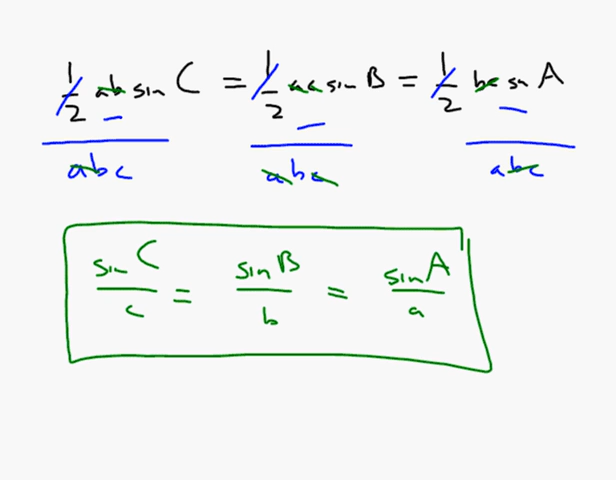 1/2 ab sin C = 1/2 ac sin B = 1/2 bc sin A
abc abc abc
sin C / c = sin B / b = sin A / a